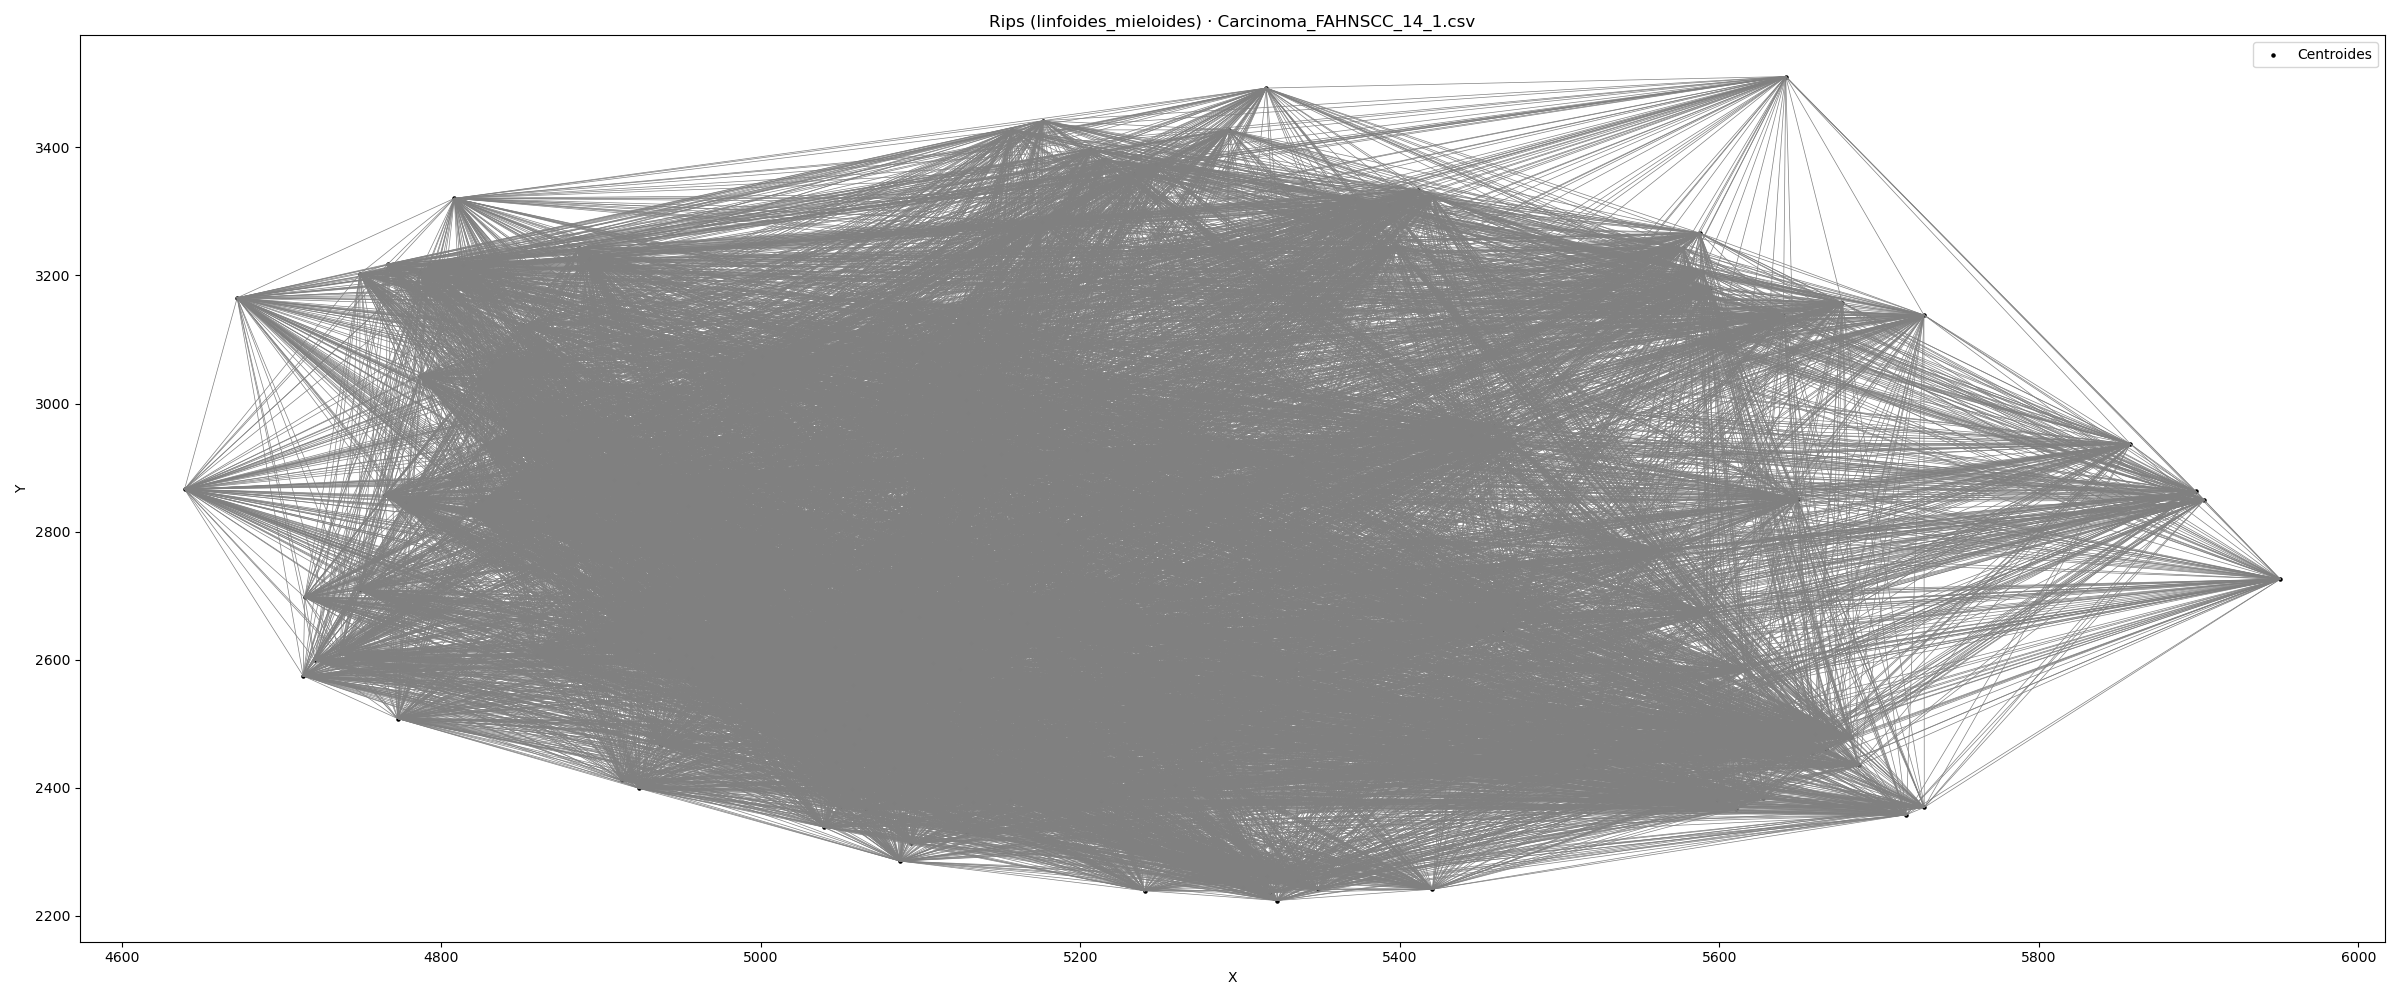 Rips (linfoides_mieloides) · Carcinoma_FAHNSCC_14_1.csv
Centroides
3400
3200
3000
2800
2600
2400
2200
Y
4600 4800 5000 5200 5400 5600 5800 6000
X